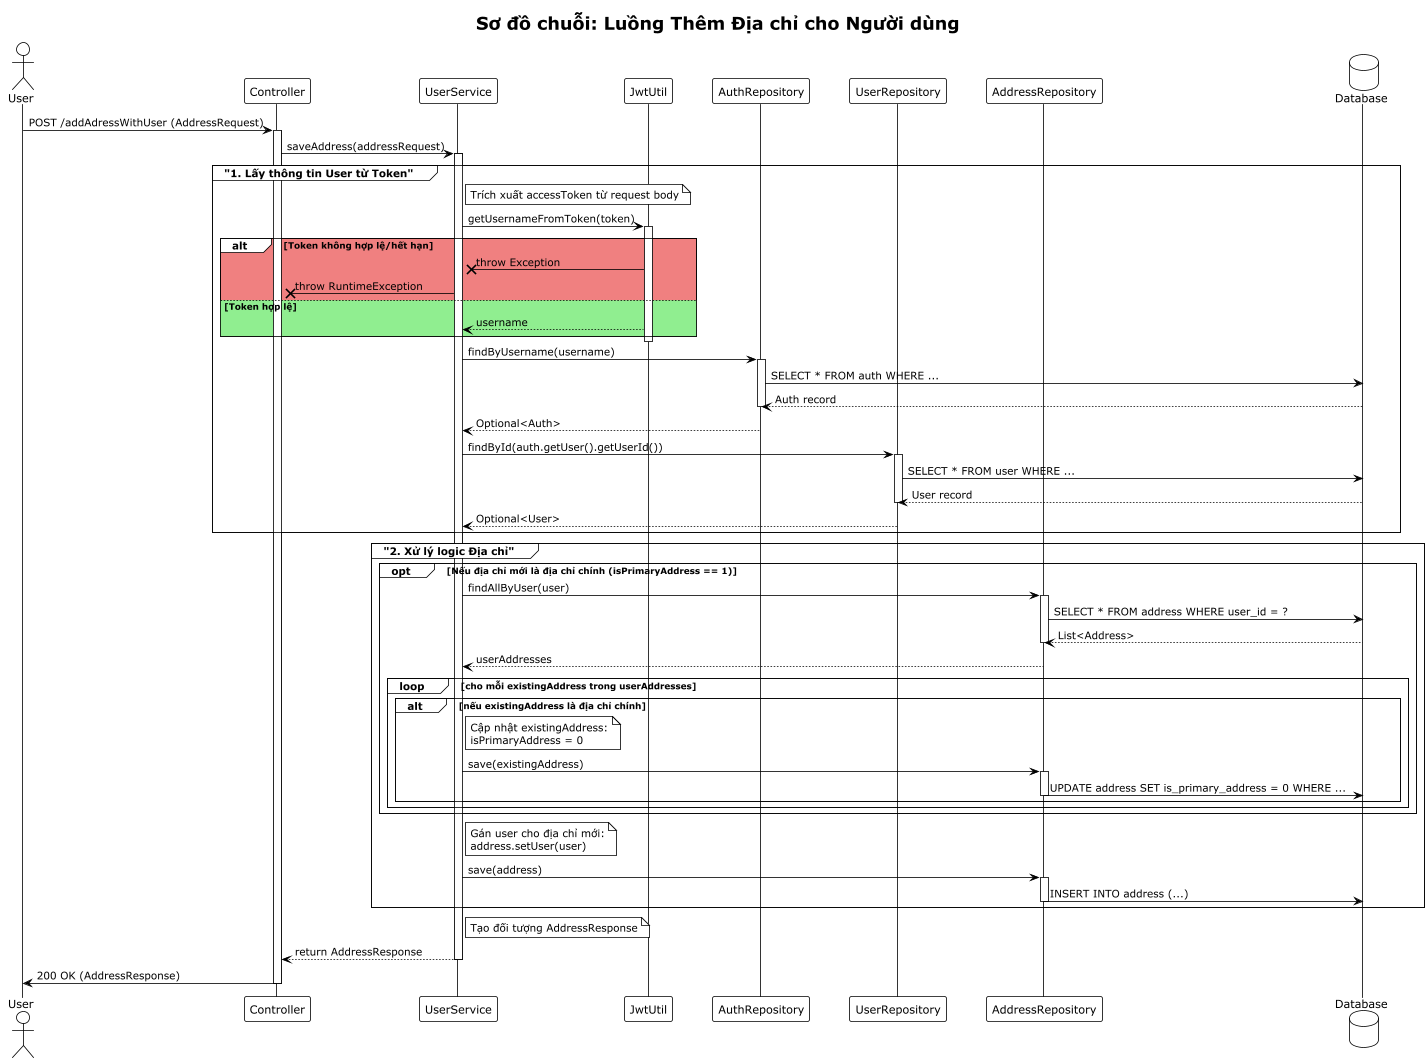 Sơ đồ chuỗi: Luồng Thêm Địa chỉ cho Người dùng
User
Controller
UserService
JwtUtil
AuthRepository
UserRepository
AddressRepository
Database
POST /addAdressWithUser (AddressRequest)
saveAddress(addressRequest)
"1. Lấy thông tin User từ Token"
Trích xuất accessToken từ request body
getUsernameFromToken(token)
alt [Token không hợp lệ/hết hạn]
throw Exception
throw RuntimeException
[Token hợp lệ]
username
findByUsername(username)
SELECT * FROM auth WHERE ...
Auth record
Optional<Auth>
findById(auth.getUser().getUserId())
SELECT * FROM user WHERE ...
User record
Optional<User>
"2. Xử lý logic Địa chỉ"
opt [Nếu địa chỉ mới là địa chỉ chính (isPrimaryAddress == 1)]
findAllByUser(user)
SELECT * FROM address WHERE user_id = ?
List<Address>
userAddresses
loop [cho mỗi existingAddress trong userAddresses]
alt [nếu existingAddress là địa chỉ chính]
Cập nhật existingAddress:
isPrimaryAddress = 0
save(existingAddress)
UPDATE address SET is_primary_address = 0 WHERE ...
Gán user cho địa chỉ mới:
address.setUser(user)
save(address)
INSERT INTO address (...)
Tạo đối tượng AddressResponse
return AddressResponse
200 OK (AddressResponse)
User
Controller
UserService
JwtUtil
AuthRepository
UserRepository
AddressRepository
Database